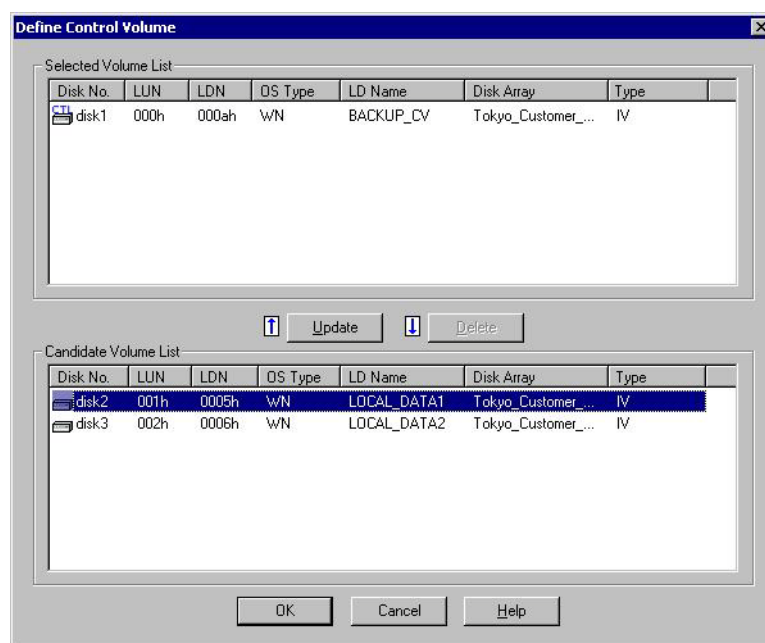 Define Control Volume
Selected Volume List
Disk No. LUN LDN OS Type LD Name Disk Array Type
CTL disk1 000h 000ah WN BACKUP_CV Tokyo_Customer_... IV
Update Delete
Candidate Volume List
Disk No. LUN LDN OS Type LD Name Disk Array Type
disk2 001h 0005h WN LOCAL_DATA1 Tokyo_Customer_... IV
disk3 002h 0006h WN LOCAL_DATA2 Tokyo_Customer_... IV
OK Cancel Help